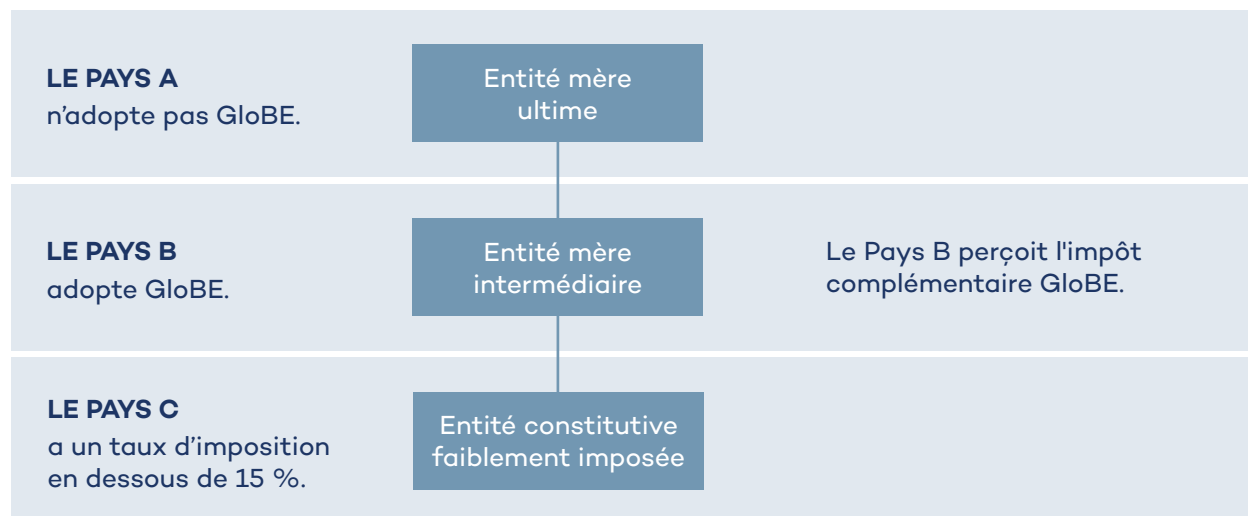 LE PAYS A
n’adopte pas GloBE.
Entité mère
ultime
LE PAYS B
adopte GloBE.
Entité mère
intermédiaire
Le Pays B perçoit l'impôt
complémentaire GloBE.
LE PAYS C
a un taux d’imposition
en dessous de 15 %.
Entité constitutive
faiblement imposée